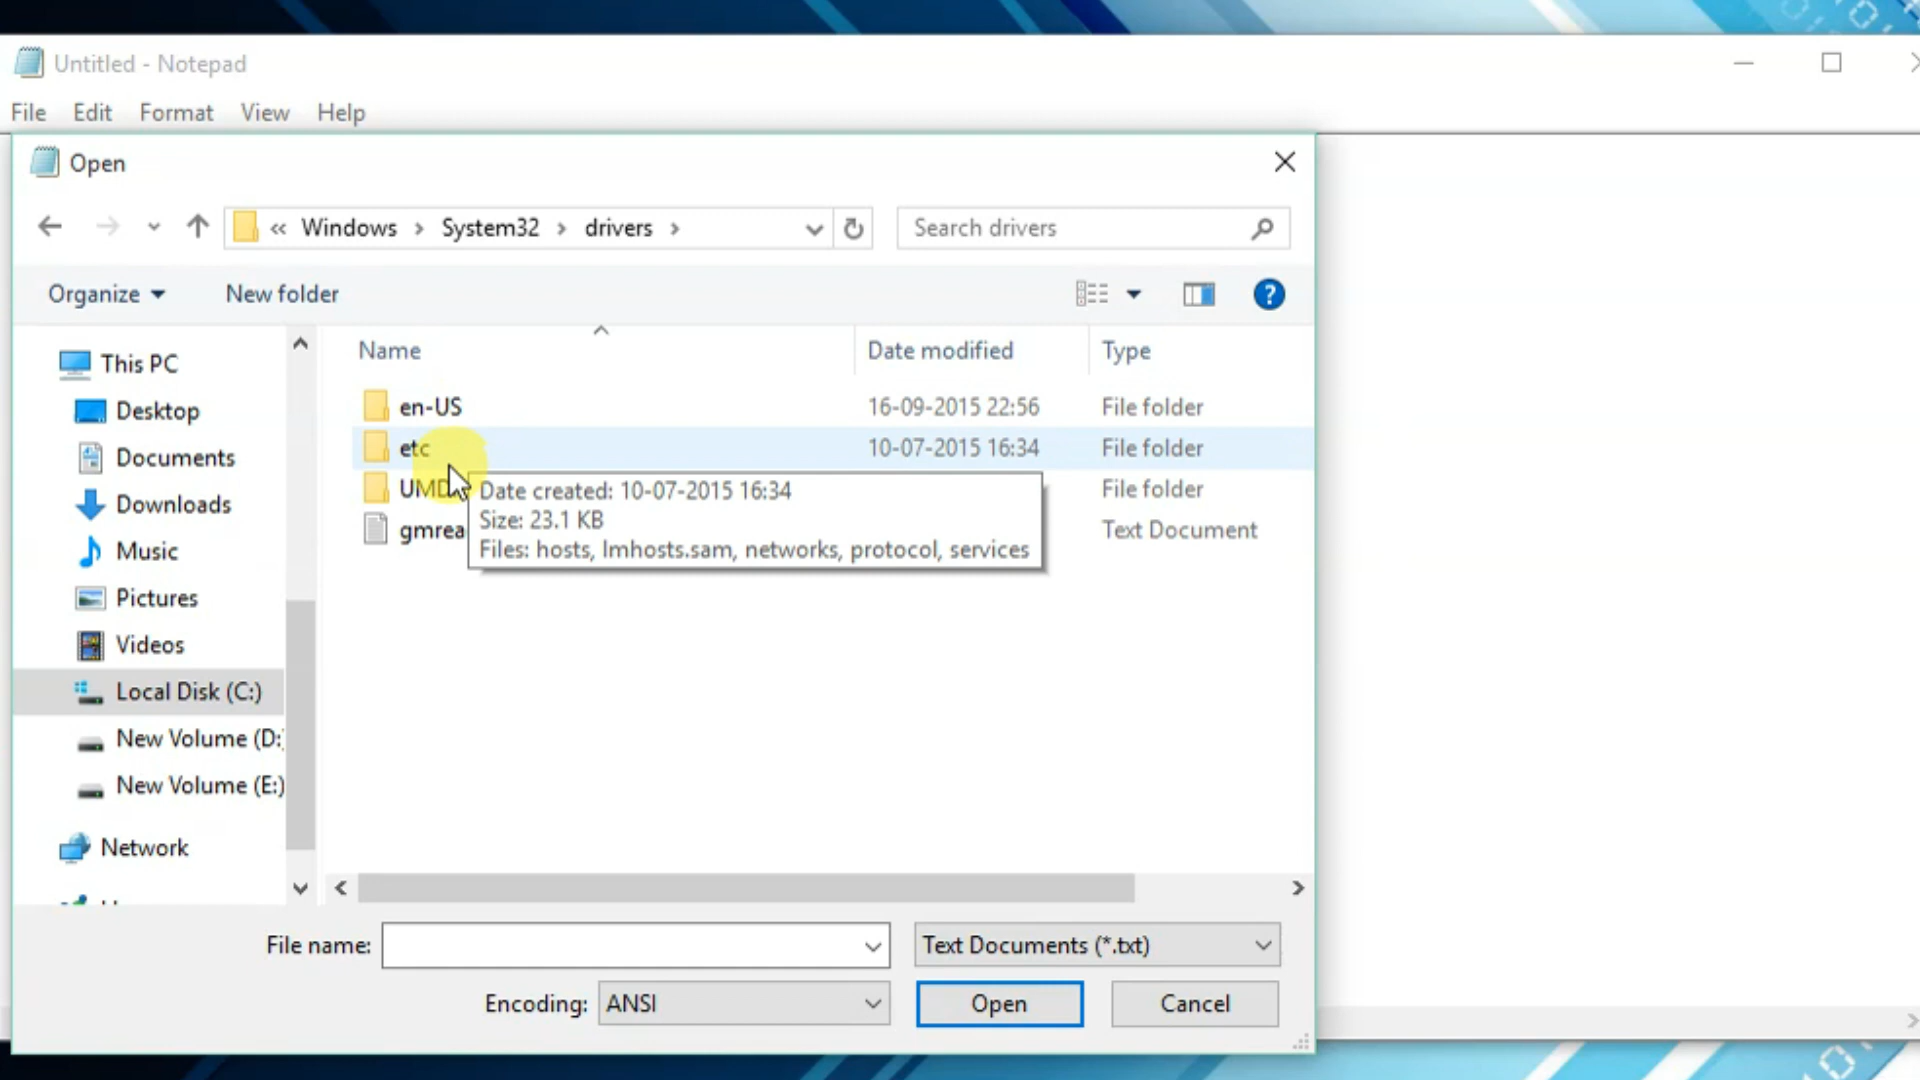 Untitled - Notepad
File Edit Format View Help
Open
« Windows > System32 > drivers >
Search drivers
Organize New folder
?
Name Date modified Type
This PC
Desktop
Documents
Downloads
Music
Pictures
Videos
Local Disk (C:)
New Volume (D:
New Volume (E:)
Network
en-US 16-09-2015 22:56 File folder
etc 10-07-2015 16:34 File folder
UMD File folder
gmrea Text Document
Date created: 10-07-2015 16:34
Size: 23.1 KB
Files: hosts, lmhosts.sam, networks, protocol, services
File name: Text Documents (*.txt)
Encoding: ANSI Open Cancel